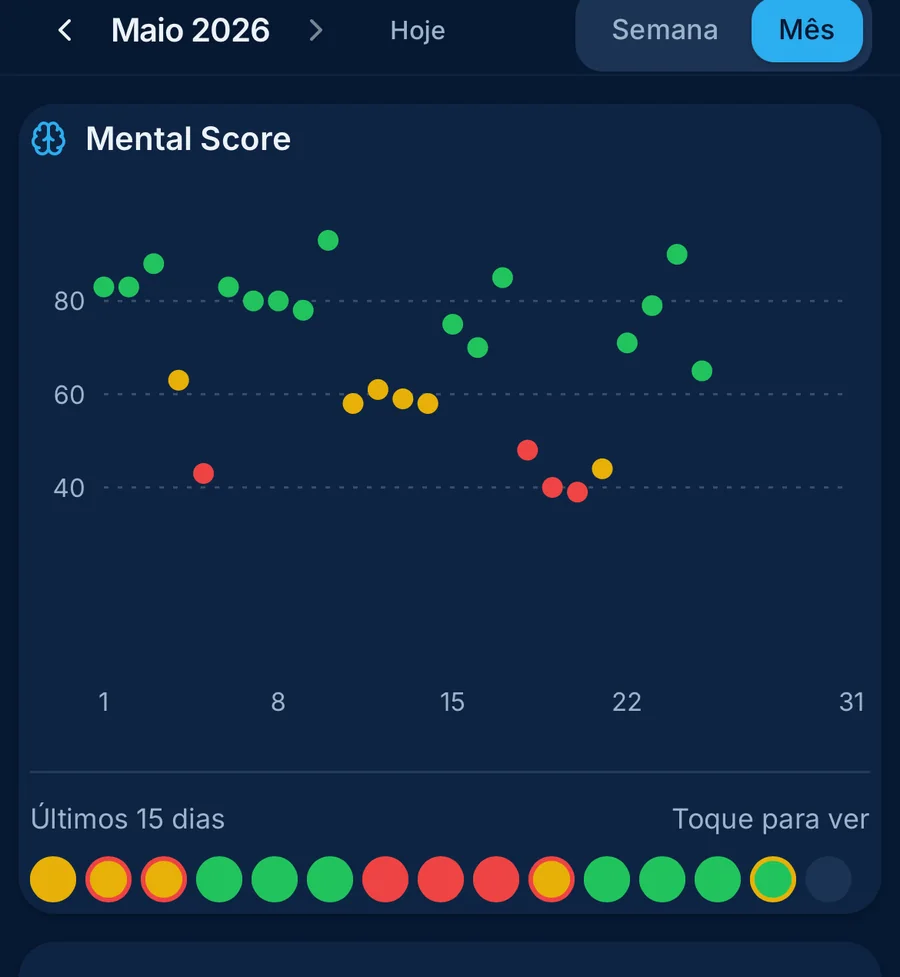 Maio 2026 Hoje Semana Mês
Mental Score
80
60
40
1 8 15 22 31
Últimos 15 dias Toque para ver